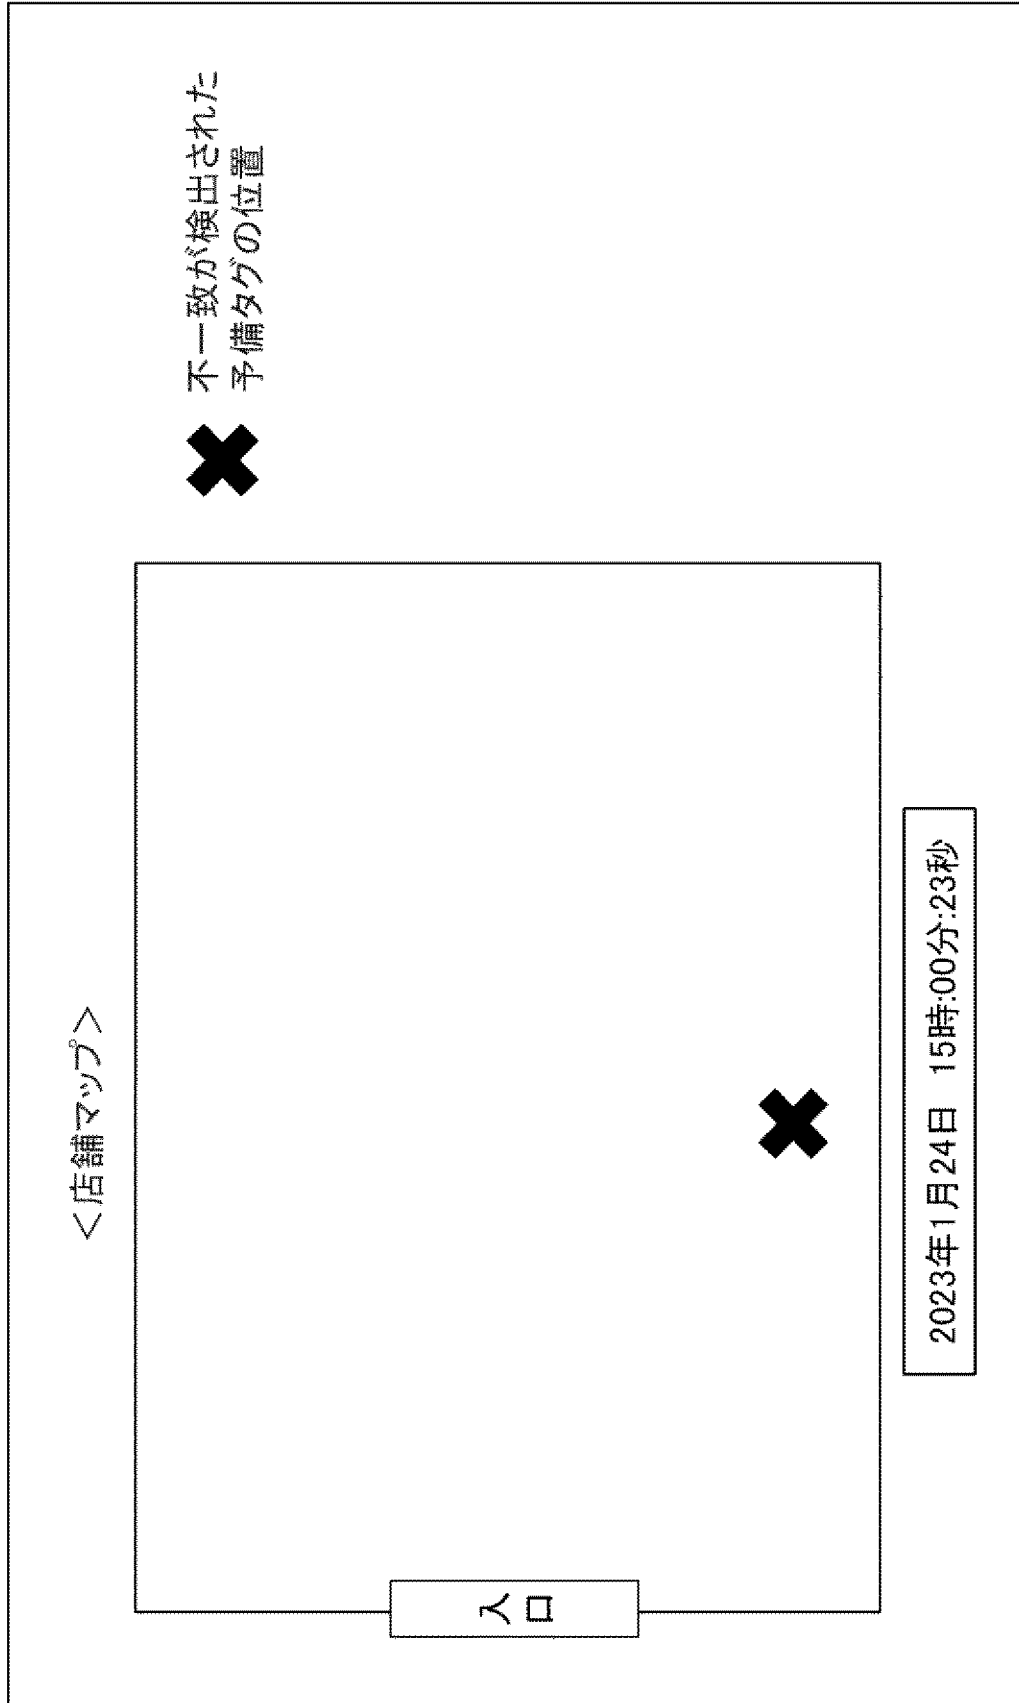 <店舗マップ>
不一致が検出された
予備タグの位置
入口
2023年1月24日　15時:00分:23秒